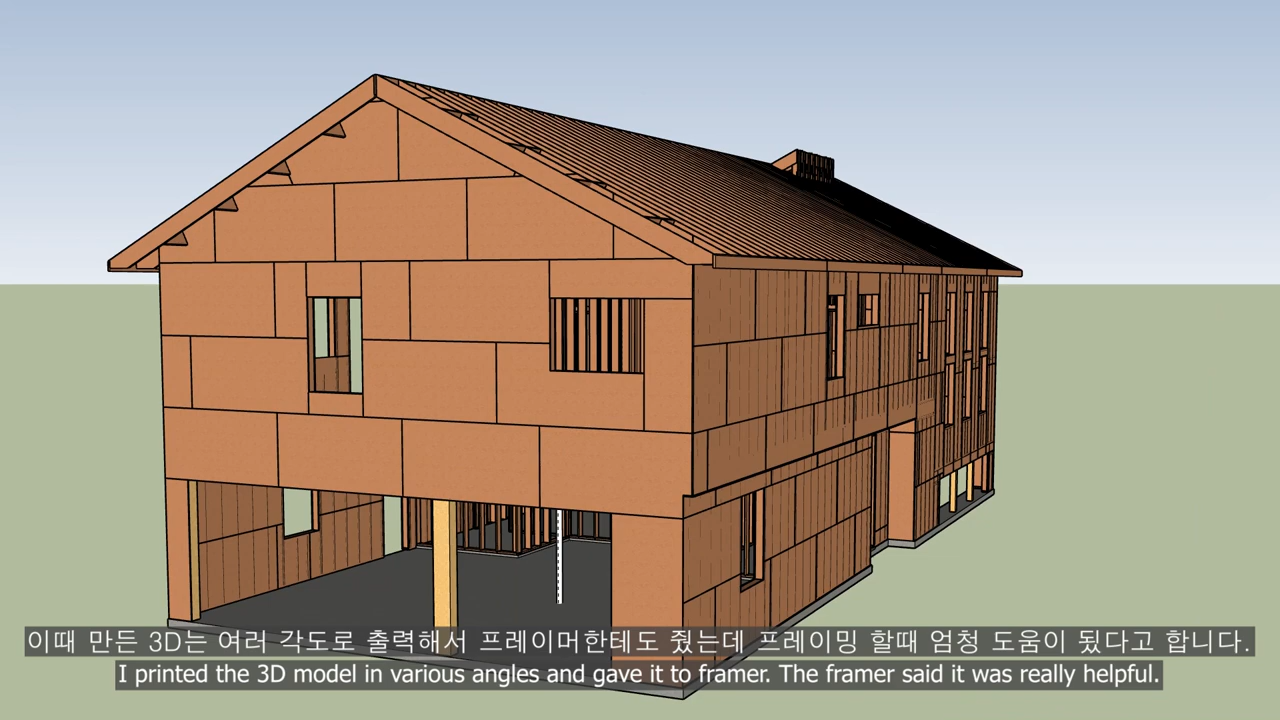 이때 만든 3D는 여러 각도로 출력해서 프레이머한테도 줬는데 프레이밍 할때 엄청 도움이 됬다고 합니다.
I printed the 3D model in various angles and gave it to framer. The framer said it was really helpful.